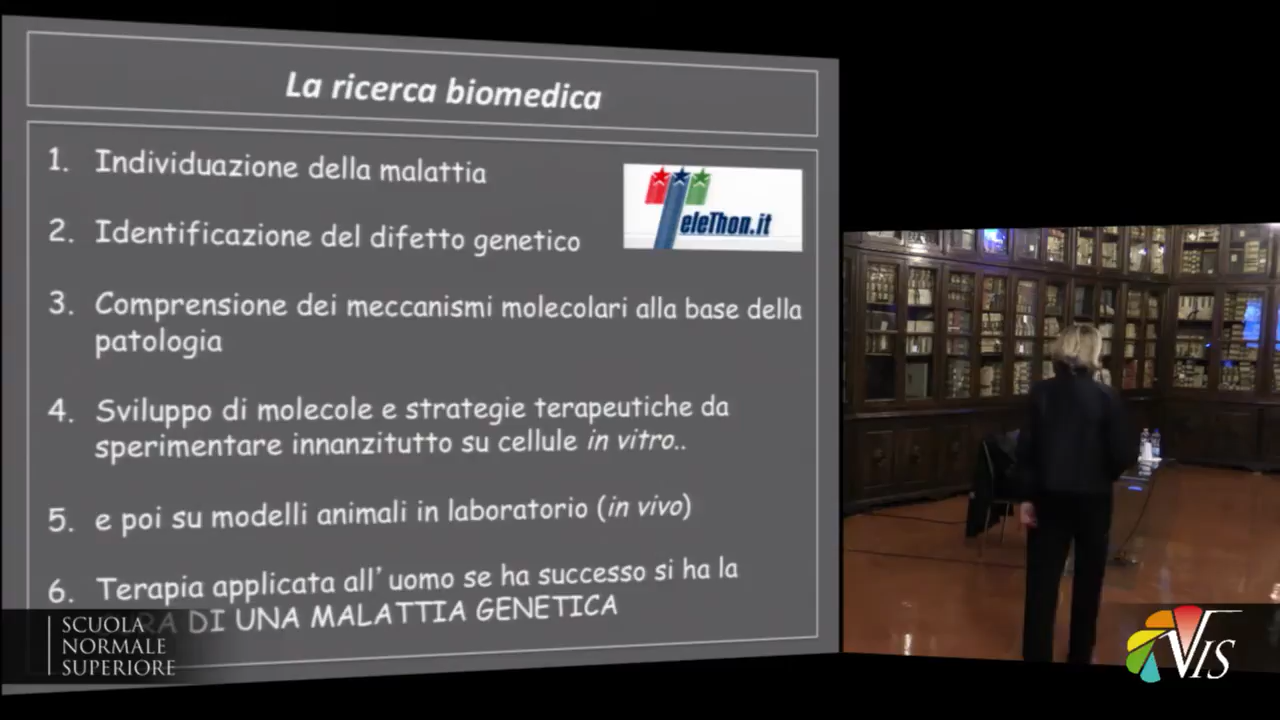 La ricerca biomedica
1. Individuazione della malattia
eleThon.it
2. Identificazione del difetto genetico
3. Comprensione dei meccanismi molecolari alla base della
patologia
4. Sviluppo di molecole e strategie terapeutiche da
sperimentare innanzitutto su cellule in vitro..
5. e poi su modelli animali in laboratorio (in vivo)
6. Terapia applicata all’uomo se ha successo si ha la
DI UNA MALATTIA GENETICA
SCUOLA
NORMALE
SUPERIORE
VIS